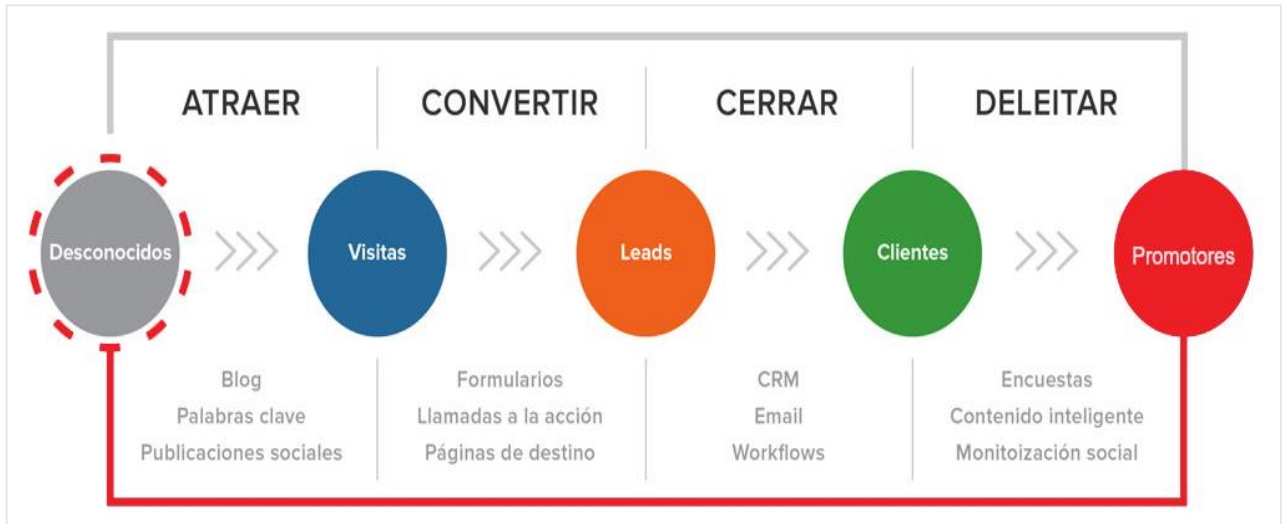 ATRAER
CONVERTIR
CERRAR
DELEITAR
Desconocidos
Visitas
Leads
Clientes
Promotores
Blog
Palabras clave
Publicaciones sociales
Formularios
Llamadas a la acción
Páginas de destino
CRM
Email
Workflows
Encuestas
Contenido inteligente
Monitoización social